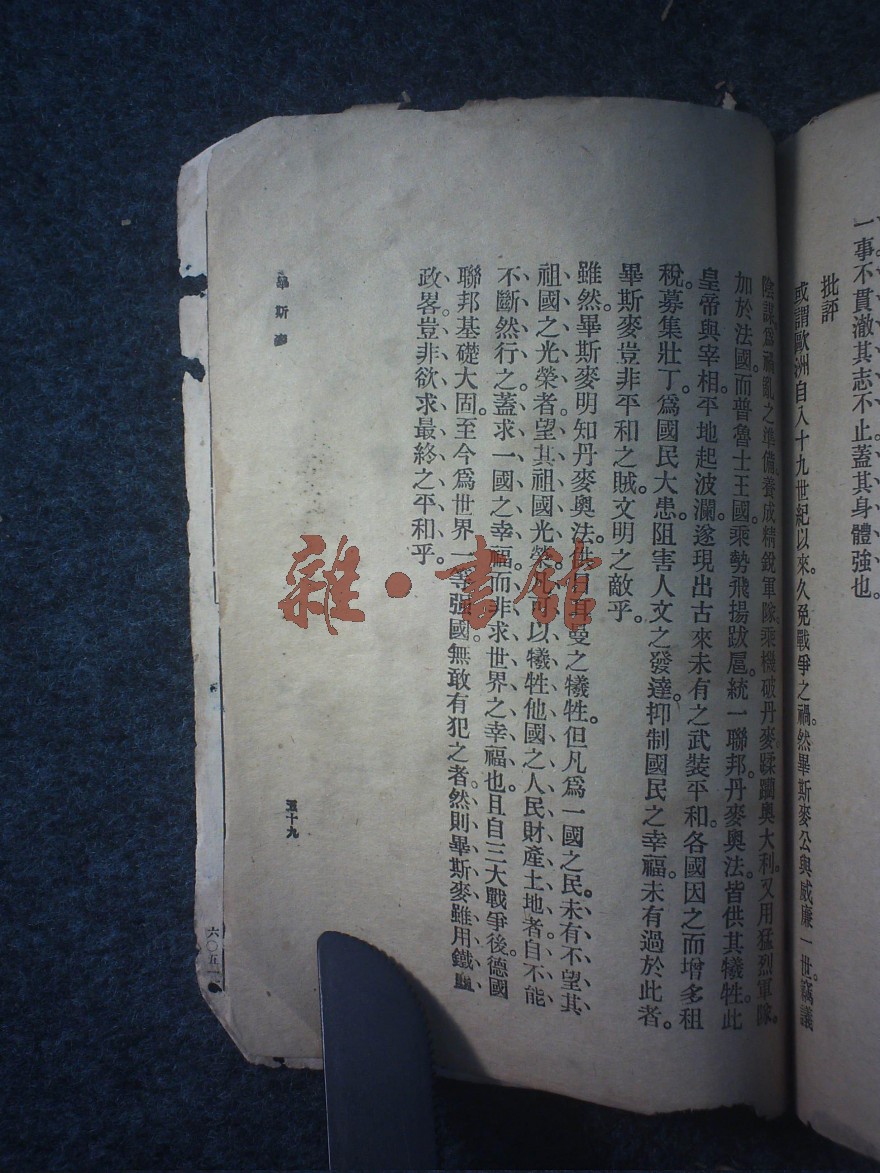 一事不貫澈其志不止蓋其身體強也。
批評
或謂歐洲自入十九世紀以來。久免戰爭之禍。然畢斯麥公與威廉一世。竊議
陰謀。爲禍亂之準備。養成精銳軍隊。乘機破丹麥。蹂躪奧大利。又用猛烈軍隊。
加於法國。而普魯士王國。乘勢飛揚跋扈。統一聯邦。丹麥奧法。皆供其犧牲。此
皇帝與宰相。平地起波瀾。遂現出古來未有之武裝平和。各國因之而增多租
稅。募集壯丁。爲國民大患。阻害人文之發達。抑制國民之幸福。未有過於此者。
畢斯麥豈非平和之賊。文明之敵乎。
雖然。畢斯麥明知丹麥奧法。供日耳曼之犧牲。但凡爲一國之民。未有不望其
祖國之光榮者。望其祖國光榮。凡可以犧牲他國之人民財產土地者。自不能
不斷然行之。蓋求一國之幸福。而非求世界之幸福也。且自三大戰爭後。德國
聯邦基礎大固。至今爲世界一等強國。無敢有犯之者。然則畢斯麥雖用鐵血
政畧。豈非欲求最終之平和乎。
畢斯麥
五十九
六〇五一
雜·書館